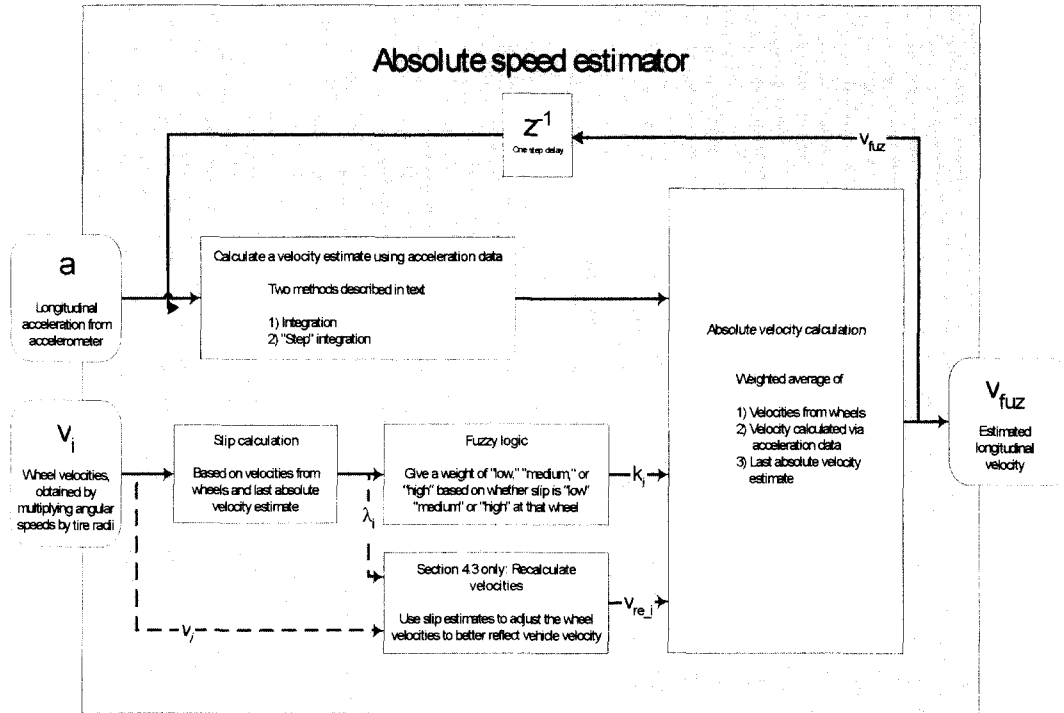 Absolute speed estimator
z-1
One step delay
v_fuz
a
Longitudinal
acceleration from
accelerometer
Calculate a velocity estimate using acceleration data
Two methods described in text
1) Integration
2) "Step" integration
Absolute velocity calculation
Weighted average of
1) Velocities from wheels
2) Velocity calculated via
acceleration data
3) Last absolute velocity
estimate
v_fuz
Estimated
longitudinal
velocity
v_i
Wheel velocities,
obtained by
multiplying angular
speeds by tire radii
Slip calculation
Based on velocities from
wheels and last absolute
velocity estimate
λ_i
Fuzzy logic
Give a weight of "low," "medium," or
"high" based on whether slip is "low"
"medium" or "high" at that wheel
k_i
Section 4.3 only: Recalculate
velocities
Use slip estimates to adjust the wheel
velocities to better reflect vehicle velocity
v_re_i
v_i